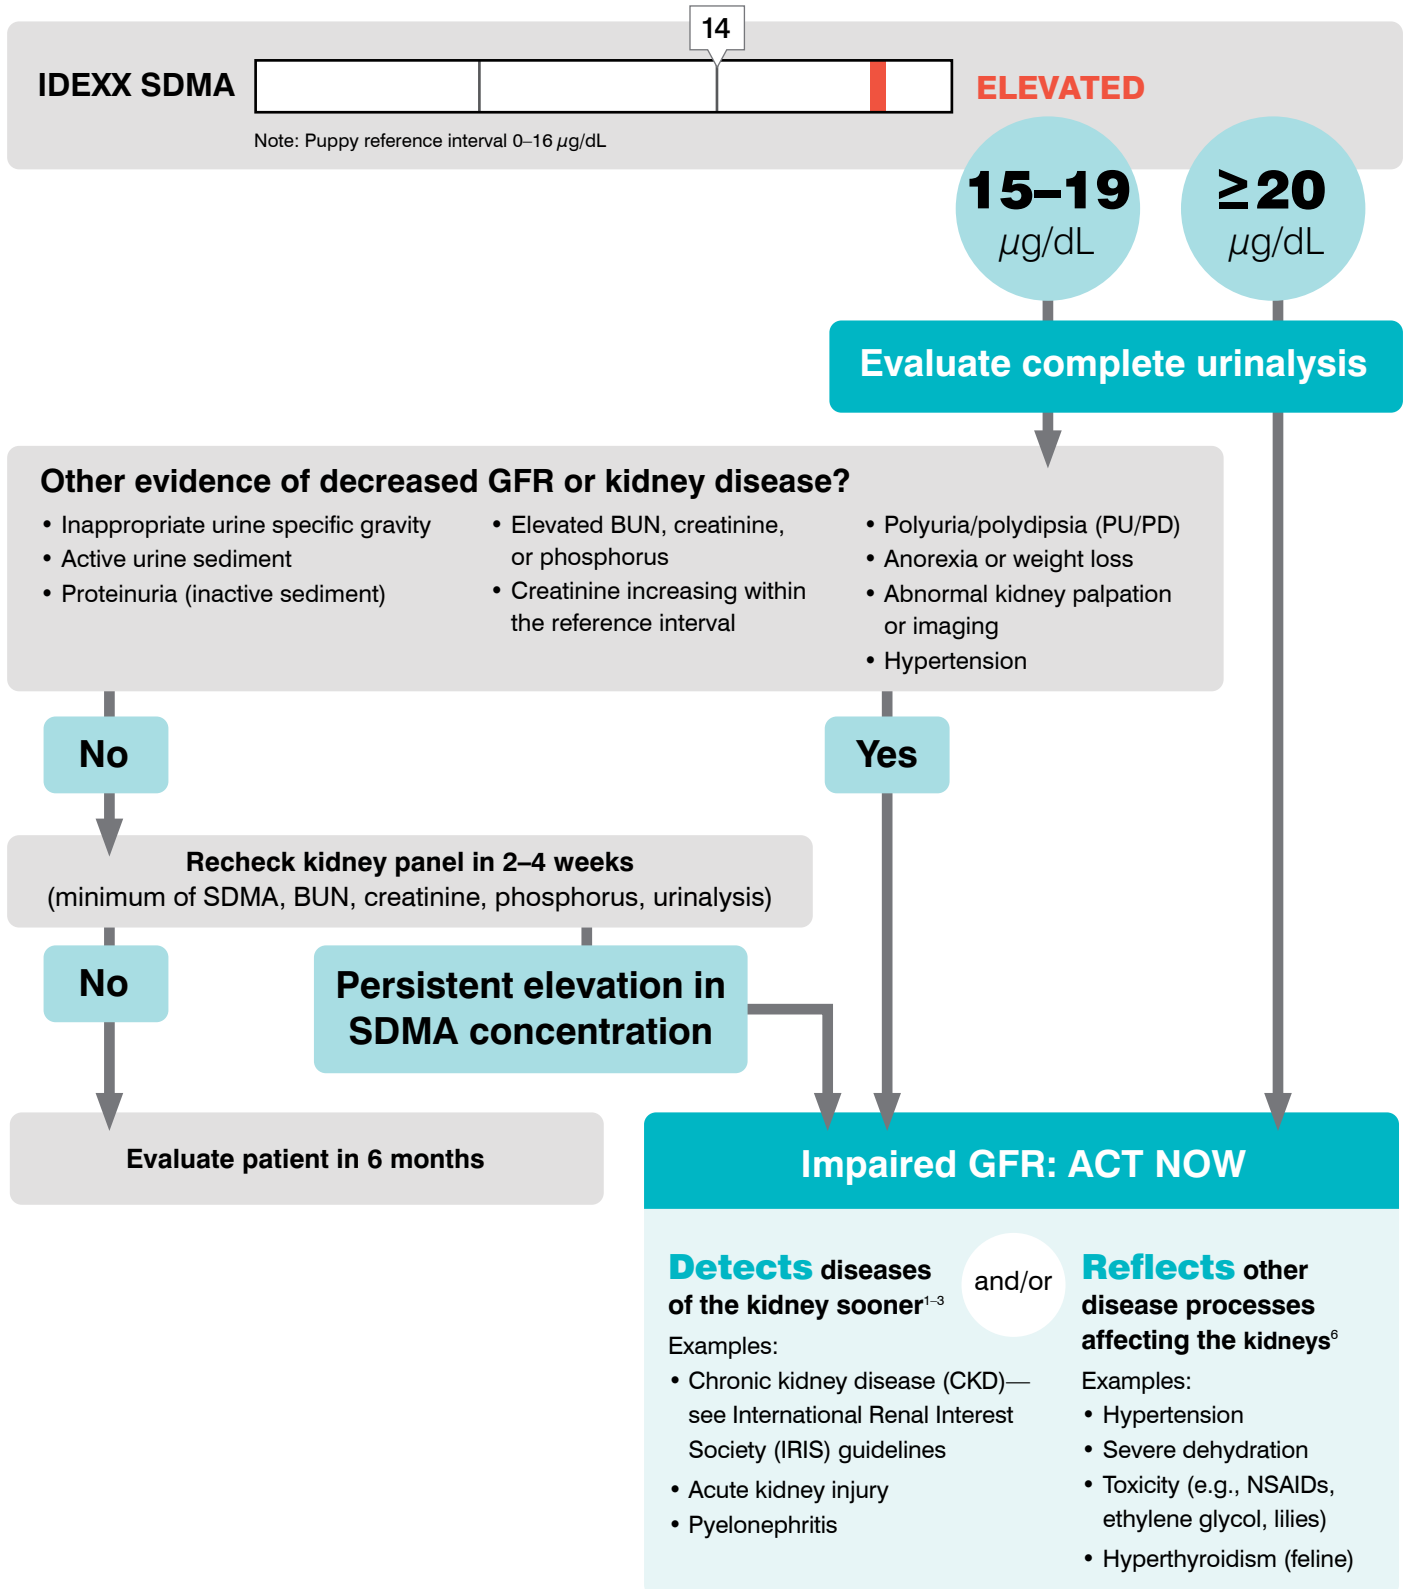 14
IDEXX SDMA
ELEVATED
Note: Puppy reference interval 0–16 µg/dL
15–19
µg/dL
≥20
µg/dL
Evaluate complete urinalysis
Other evidence of decreased GFR or kidney disease?
• Inappropriate urine specific gravity
• Active urine sediment
• Proteinuria (inactive sediment)
• Elevated BUN, creatinine,
or phosphorus
• Creatinine increasing within
the reference interval
• Polyuria/polydipsia (PU/PD)
• Anorexia or weight loss
• Abnormal kidney palpation
or imaging
• Hypertension
No
Yes
Recheck kidney panel in 2–4 weeks
(minimum of SDMA, BUN, creatinine, phosphorus, urinalysis)
No
Persistent elevation in
SDMA concentration
Evaluate patient in 6 months
Impaired GFR: ACT NOW
Detects diseases
of the kidney sooner¹⁻³
Examples:
• Chronic kidney disease (CKD)—
see International Renal Interest
Society (IRIS) guidelines
• Acute kidney injury
• Pyelonephritis
and/or
Reflects other
disease processes
affecting the kidneys⁶
Examples:
• Hypertension
• Severe dehydration
• Toxicity (e.g., NSAIDs,
ethylene glycol, lilies)
• Hyperthyroidism (feline)